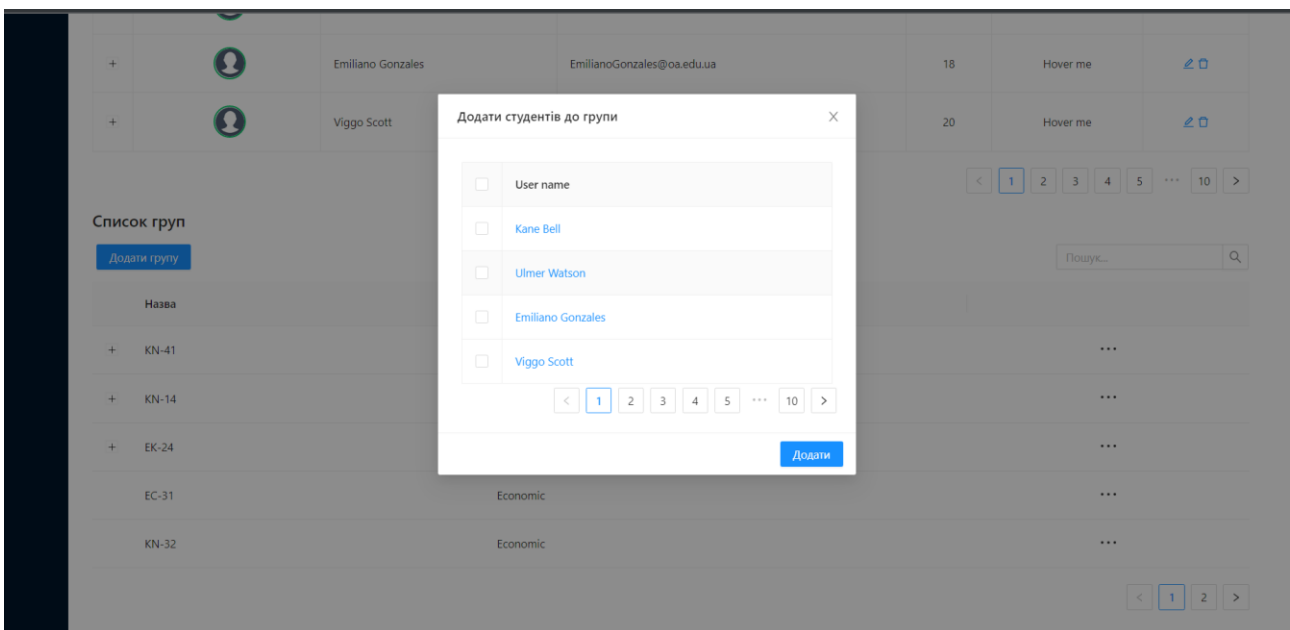 + Emiliano Gonzales EmilianoGonzales@oa.edu.ua 18 Hover me
+ Viggo Scott 20 Hover me
< 1 2 3 4 5 ••• 10 >
Список груп
Додати групу Пошук...
Назва
+ KN-41 •••
+ KN-14 •••
+ EK-24 •••
EC-31 Economic •••
KN-32 Economic •••
< 1 2 >
Додати студентів до групи
User name
Kane Bell
Ulmer Watson
Emiliano Gonzales
Viggo Scott
< 1 2 3 4 5 ••• 10 >
Додати